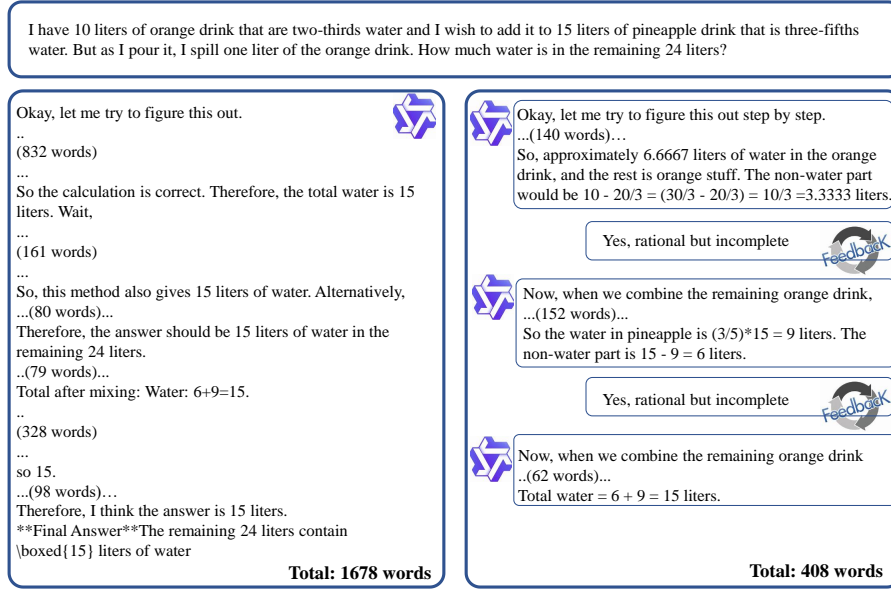 I have 10 liters of orange drink that are two-thirds water and I wish to add it to 15 liters of pineapple drink that is three-fifths
water. But as I pour it, I spill one liter of the orange drink. How much water is in the remaining 24 liters?
Okay, let me try to figure this out.
..
(832 words)
...
So the calculation is correct. Therefore, the total water is 15
liters. Wait,
...
(161 words)
...
So, this method also gives 15 liters of water. Alternatively,
...(80 words)...
Therefore, the answer should be 15 liters of water in the
remaining 24 liters.
..(79 words)...
Total after mixing: Water: 6+9=15.
..
(328 words)
...
so 15.
...(98 words)…
Therefore, I think the answer is 15 liters.
**Final Answer**The remaining 24 liters contain
\boxed{15} liters of water
Total: 1678 words
Okay, let me try to figure this out step by step.
...(140 words)…
So, approximately 6.6667 liters of water in the orange
drink, and the rest is orange stuff. The non-water part
would be 10 - 20/3 = (30/3 - 20/3) = 10/3 =3.3333 liters.
Yes, rational but incomplete
FeedbacK
Now, when we combine the remaining orange drink,
...(152 words)...
So the water in pineapple is (3/5)*15 = 9 liters. The
non-water part is 15 - 9 = 6 liters.
Yes, rational but incomplete
FeedbacK
Now, when we combine the remaining orange drink
..(62 words)...
Total water = 6 + 9 = 15 liters.
Total: 408 words